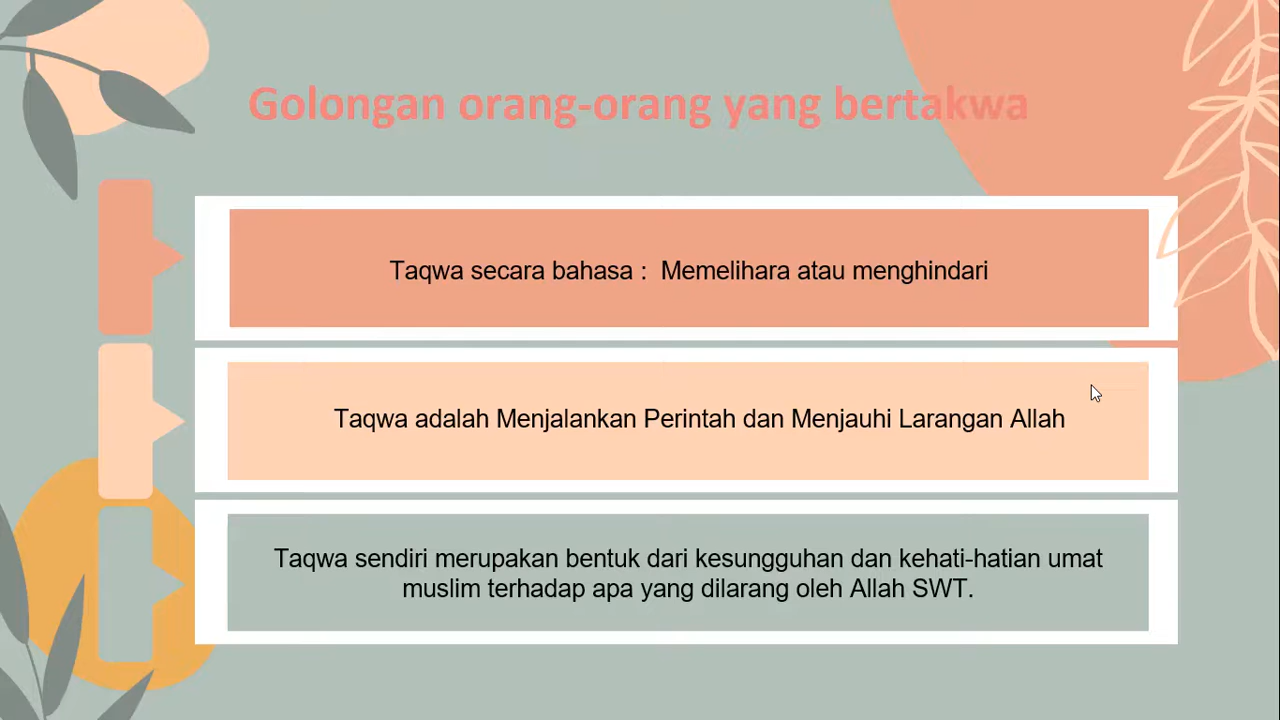 Golongan orang-orang yang bertakwa
Taqwa secara bahasa : Memelihara atau menghindari
Taqwa adalah Menjalankan Perintah dan Menjauhi Larangan Allah
Taqwa sendiri merupakan bentuk dari kesungguhan dan kehati-hatian umat
muslim terhadap apa yang dilarang oleh Allah SWT.